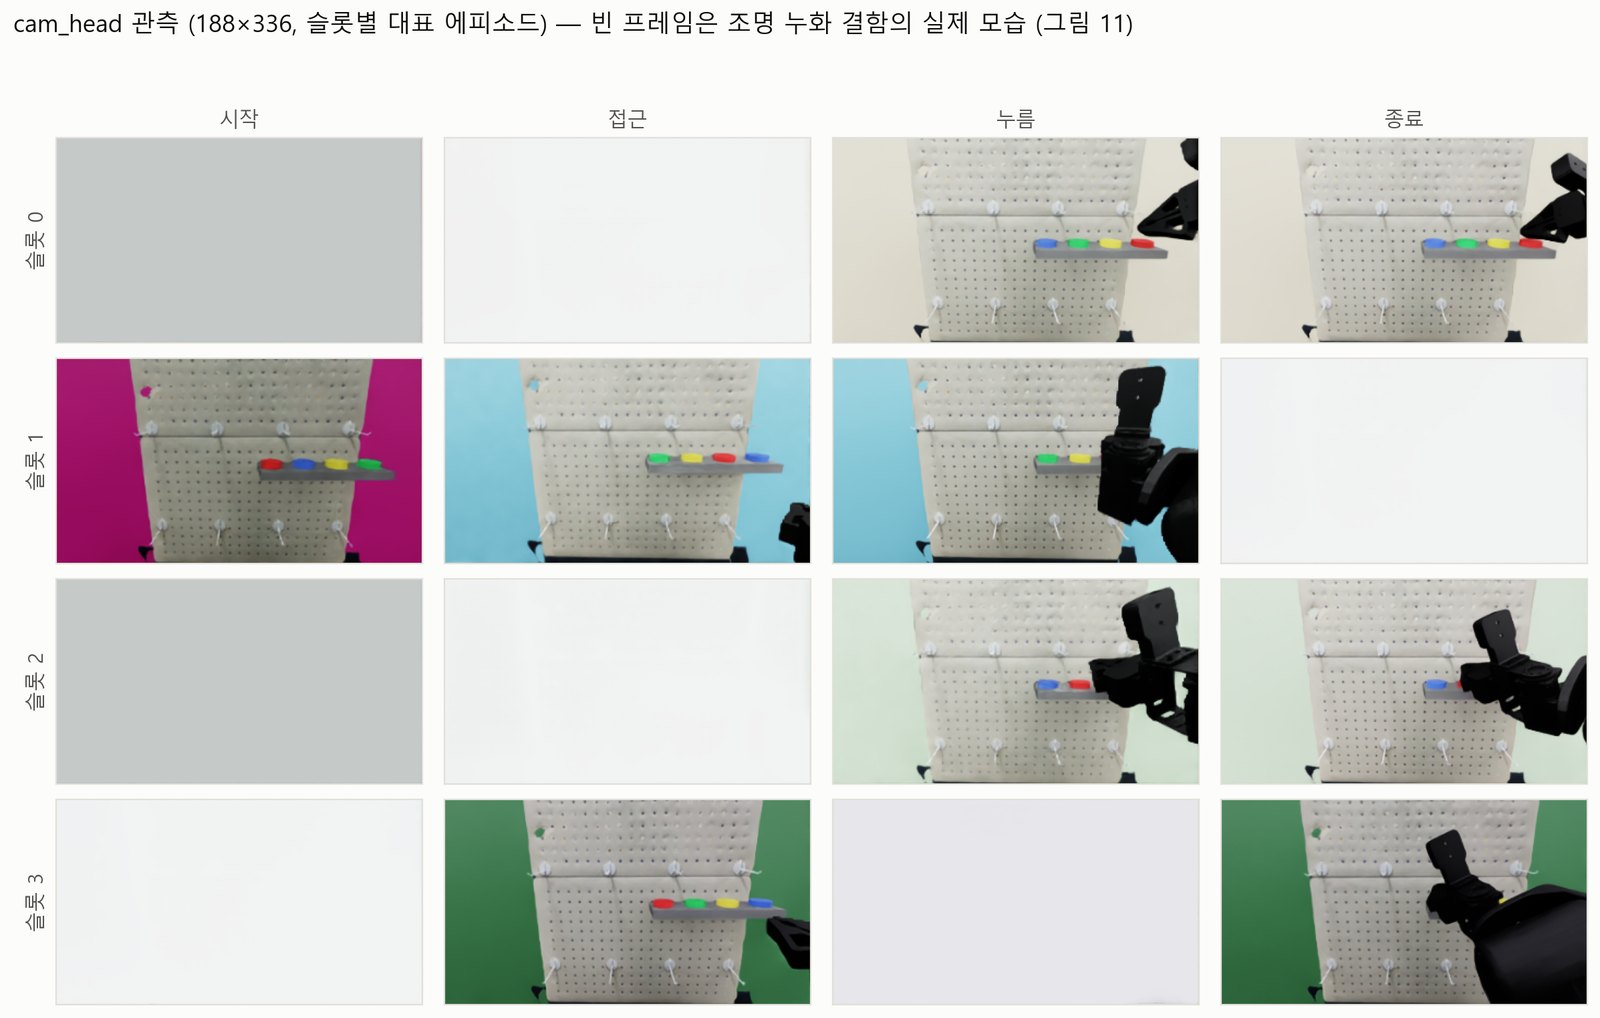 cam_head 관측 (188×336, 슬롯별 대표 에피소드) — 빈 프레임은 조명 누화 결함의 실제 모습 (그림 11)
시작 접근 누름 종료
슬롯 0
슬롯 1
슬롯 2
슬롯 3